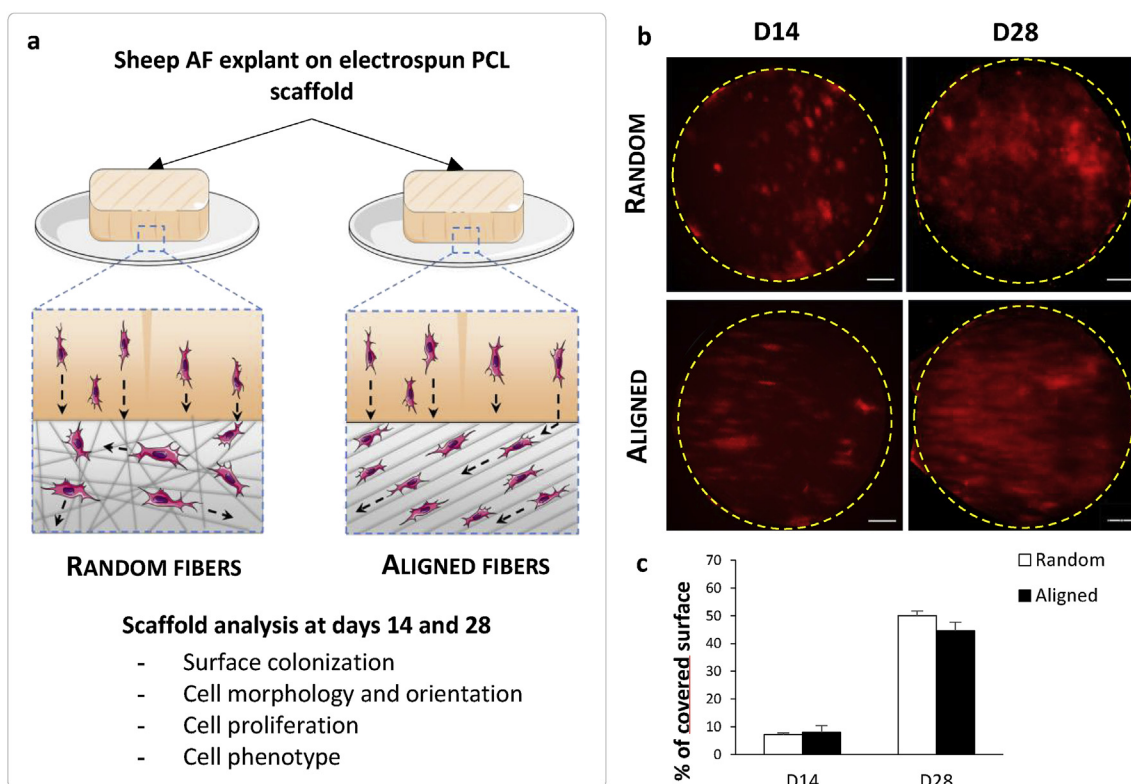 a
Sheep AF explant on electrospun PCL
scaffold
RANDOM FIBERS
ALIGNED FIBERS
Scaffold analysis at days 14 and 28
- Surface colonization
- Cell morphology and orientation
- Cell proliferation
- Cell phenotype
b
D14
D28
RANDOM
ALIGNED
c
% of covered surface
70
60
50
40
30
20
10
0
D14
D28
Random
Aligned